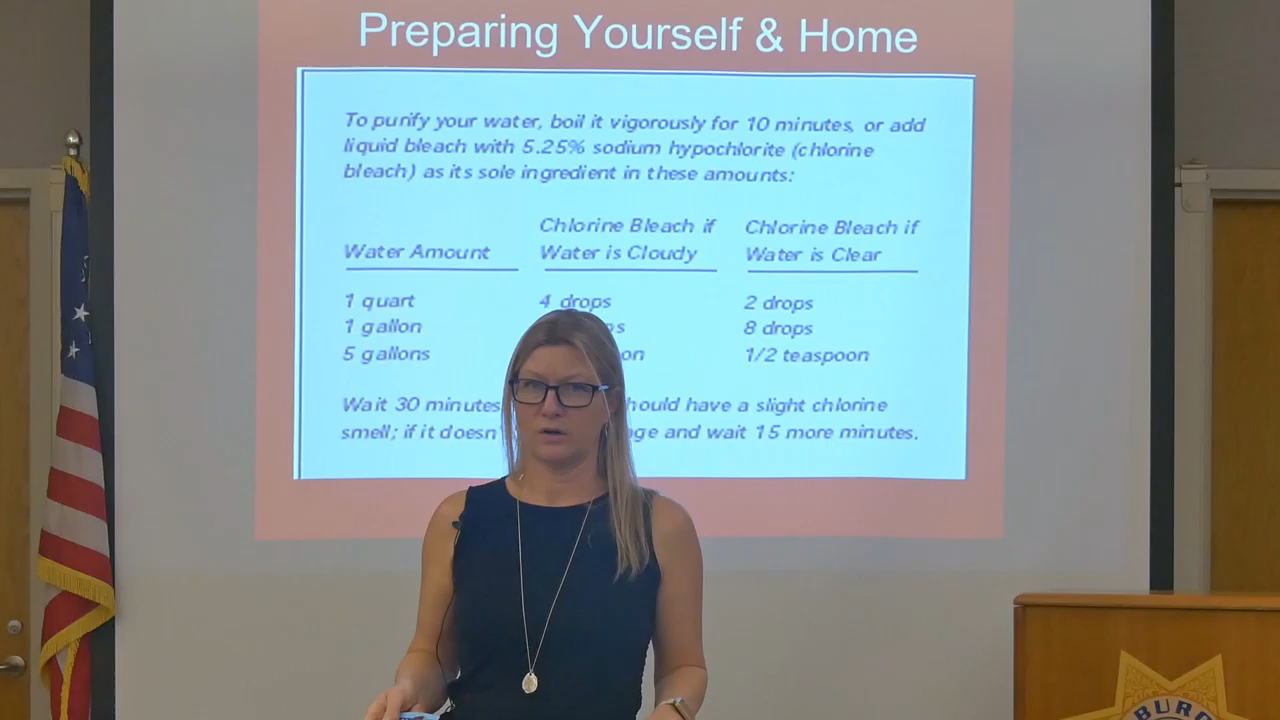 Preparing Yourself & Home
To purify your water, boil it vigorously for 10 minutes, or add
liquid bleach with 5.25% sodium hypochlorite (chlorine
bleach) as its sole ingredient in these amounts:
Water Amount
Chlorine Bleach if
Water is Cloudy
Chlorine Bleach if
Water is Clear
1 quart 4 drops 2 drops
1 gallon 8 drops
5 gallons 1/2 teaspoon
Wait 30 minutes have a slight chlorine
smell; if it and wait 15 more minutes.
BURG